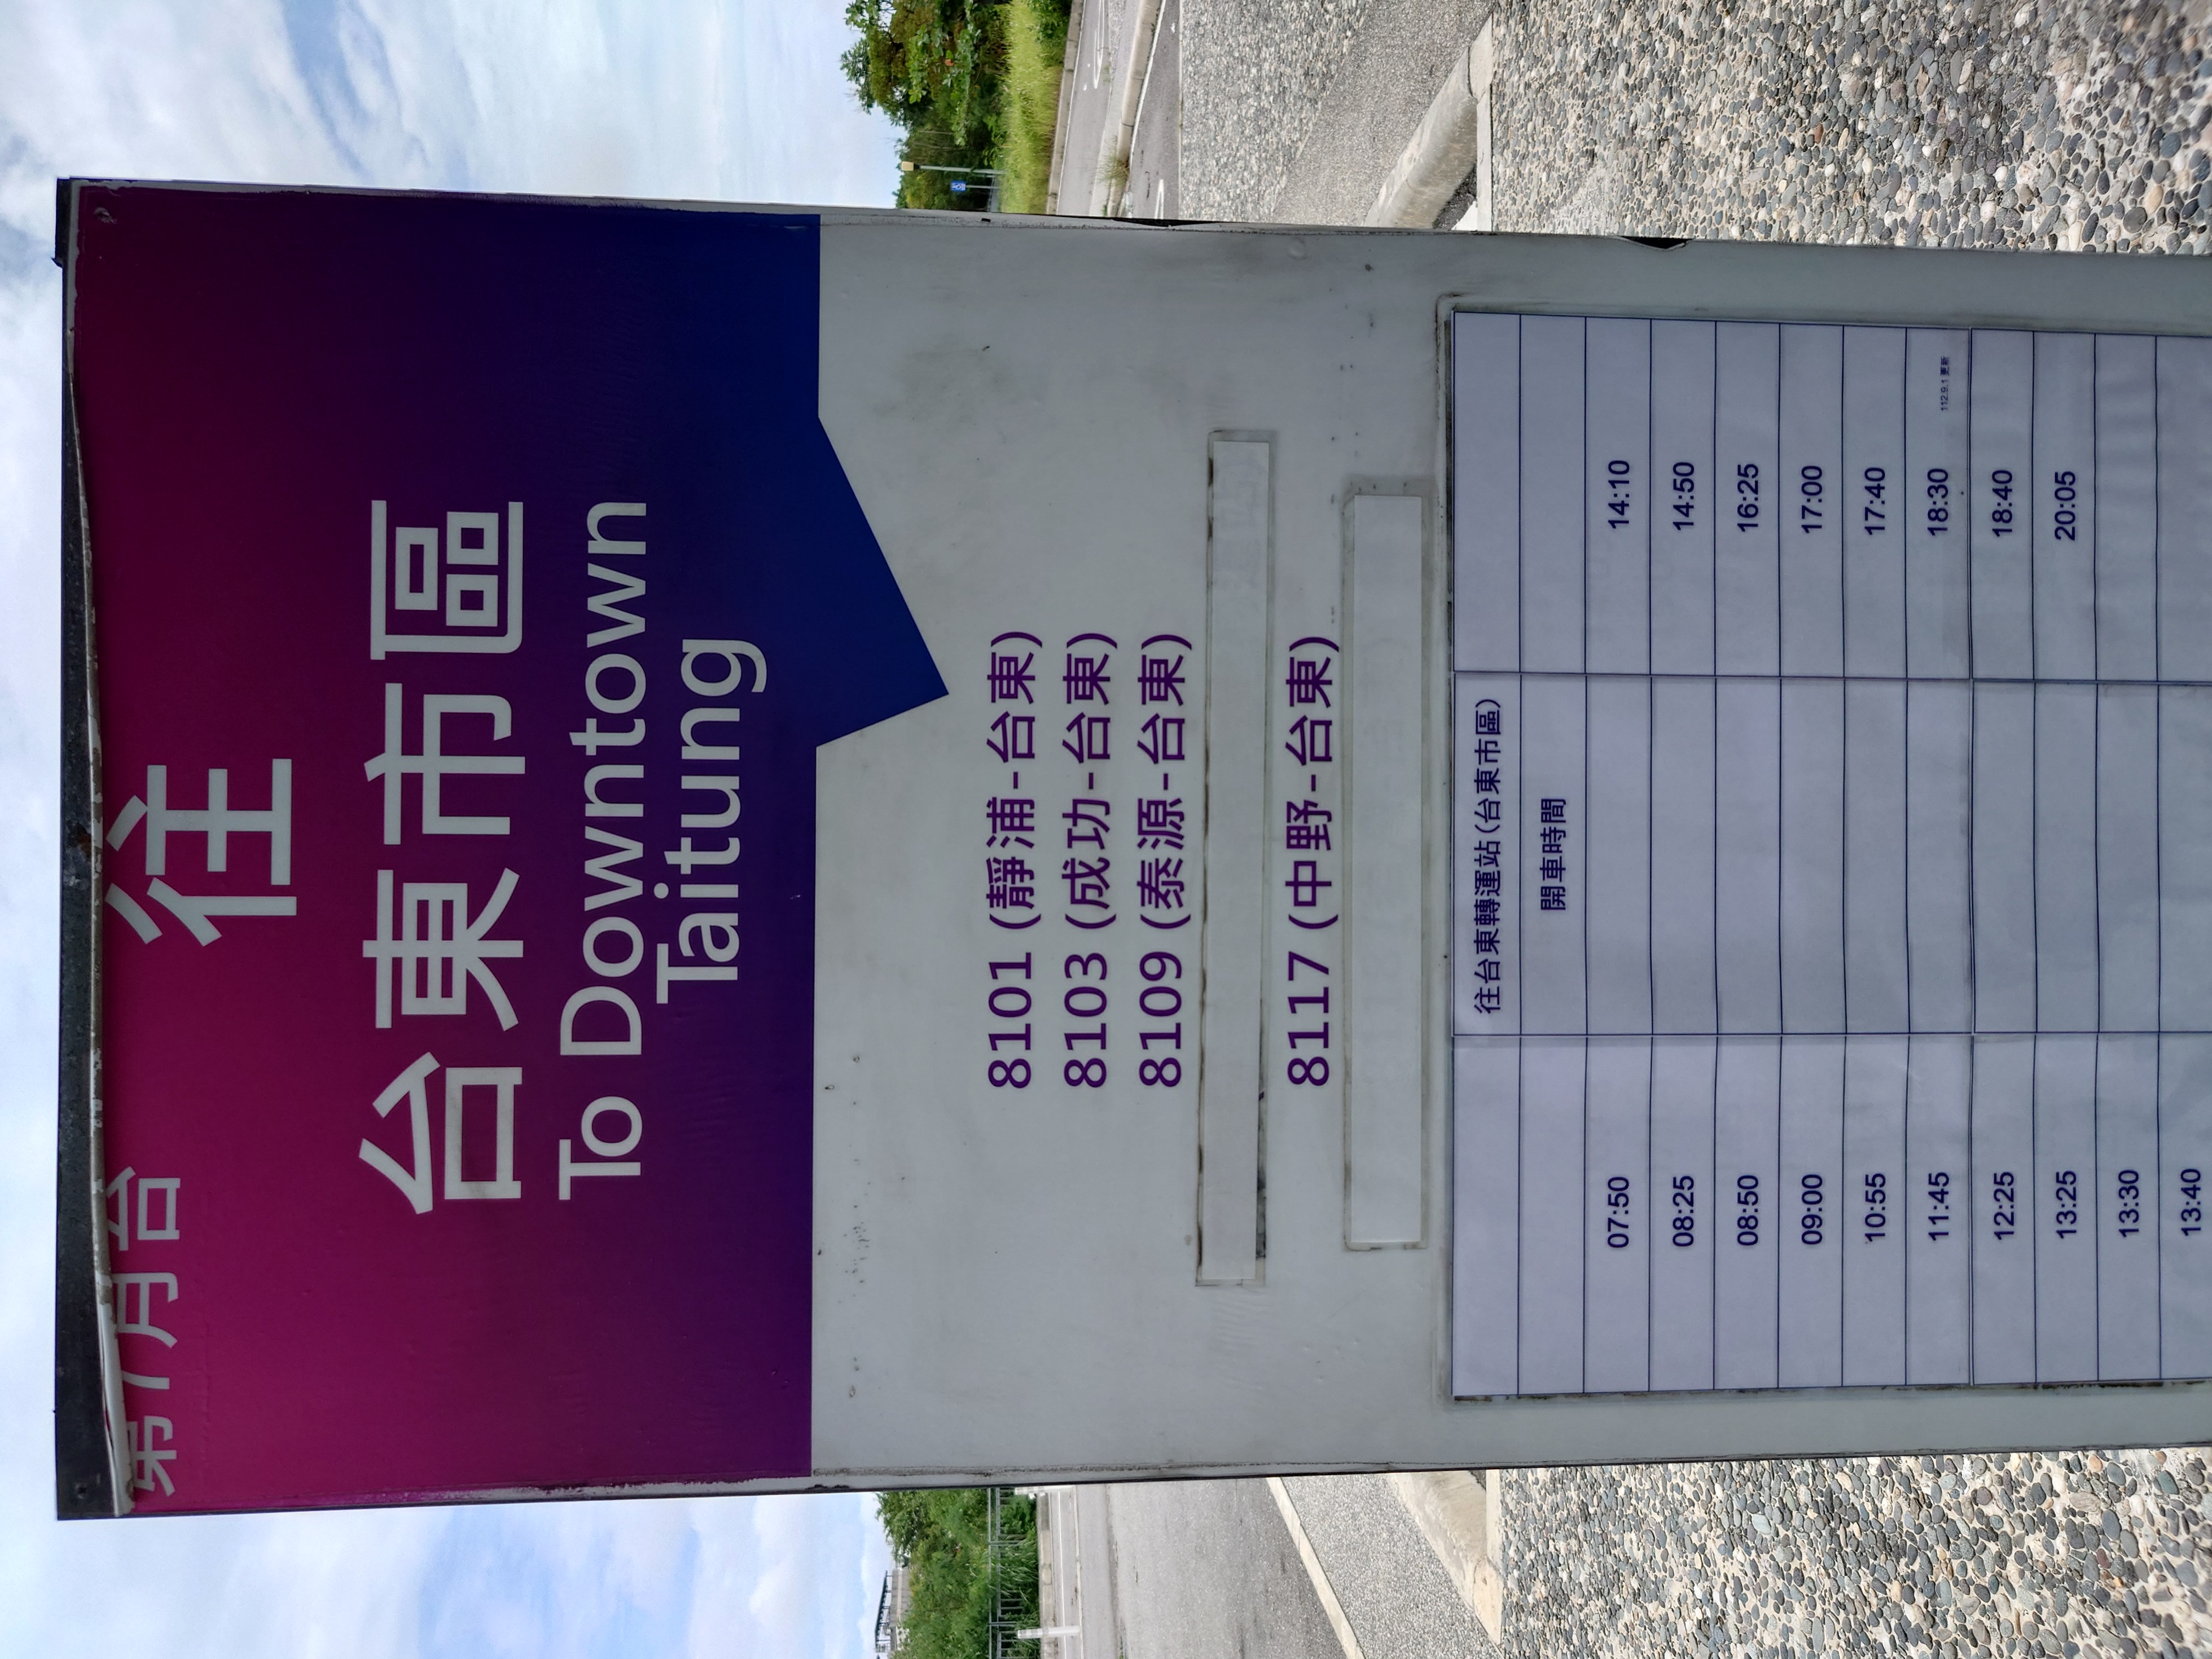 第1月台
往
台東市區
To Downtown
Taitung
8101 (靜浦-台東)
8103 (成功-台東)
8109 (泰源-台東)
8117 (中野-台東)
往台東轉運站(台東市區)
開車時間
07:50 14:10
08:25 14:50
08:50 16:25
09:00 17:00
10:55 17:40
11:45 18:30 112.9.1 更新
12:25 18:40
13:25 20:05
13:30
13:40